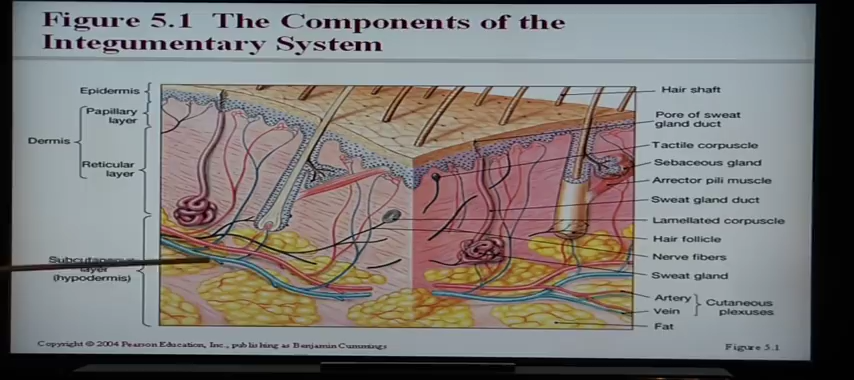 Figure 5.1 The Components of the
Integumentary System
Epidermis
Papillary
layer
Dermis
Reticular
layer
Subcutaneous
layer
(hypodermis)
Hair shaft
Pore of sweat
gland duct
Tactile corpuscle
Sebaceous gland
Arrector pili muscle
Sweat gland duct
Lamellated corpuscle
Hair follicle
Nerve fibers
Sweat gland
Artery
Vein
Cutaneous
plexuses
Fat
Copyright © 2004 Pearson Education, Inc., publishing as Benjamin Cummings
Figure 5.1